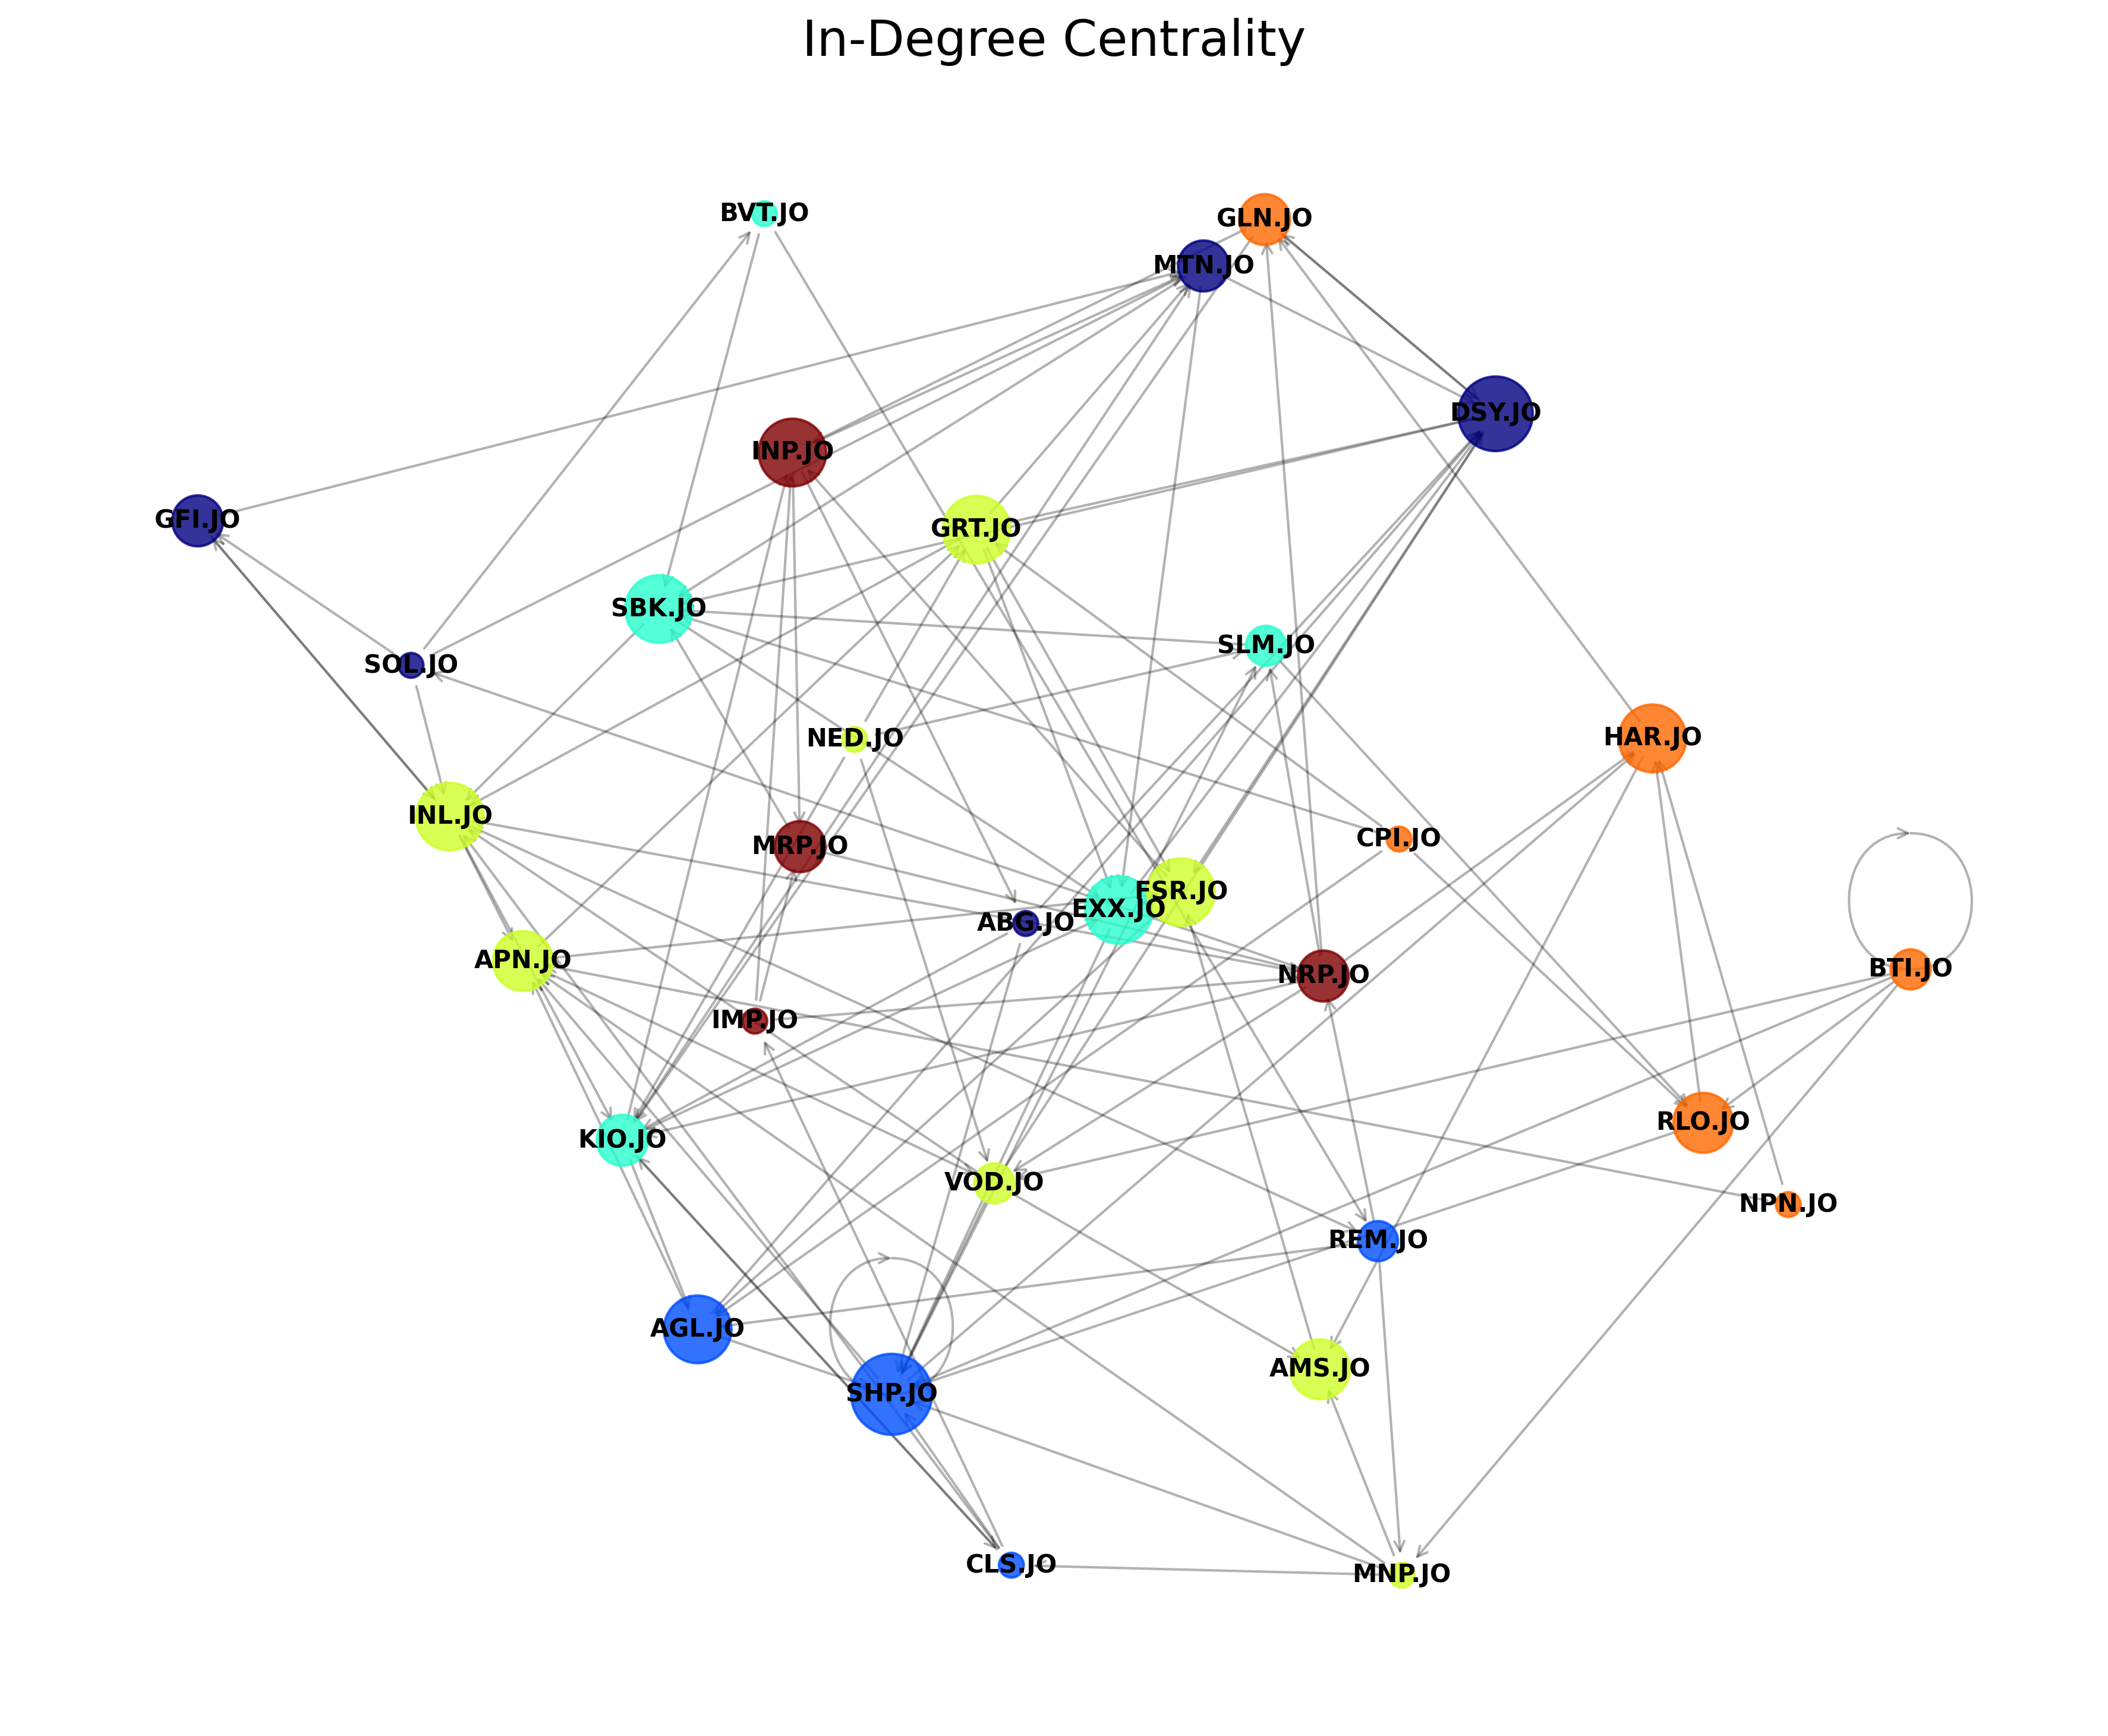 In-Degree Centrality
BVT.JO
GLN.JO
MTN.JO
DSY.JO
INP.JO
GFI.JO
GRT.JO
SBK.JO
SLM.JO
SOL.JO
NED.JO
HAR.JO
INL.JO
MRP.JO
CPI.JO
FSR.JO
EXX.JO
ABG.JO
APN.JO
NRP.JO
BTI.JO
IMP.JO
RLO.JO
KIO.JO
VOD.JO
NPN.JO
REM.JO
AGL.JO
AMS.JO
SHP.JO
CLS.JO
MNP.JO